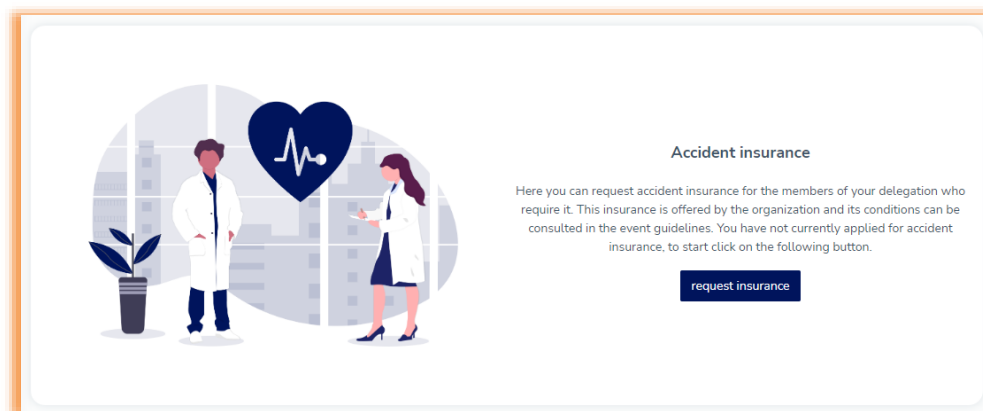 Accident insurance
Here you can request accident insurance for the members of your delegation who
require it. This insurance is offered by the organization and its conditions can be
consulted in the event guidelines. You have not currently applied for accident
insurance, to start click on the following button.
request insurance